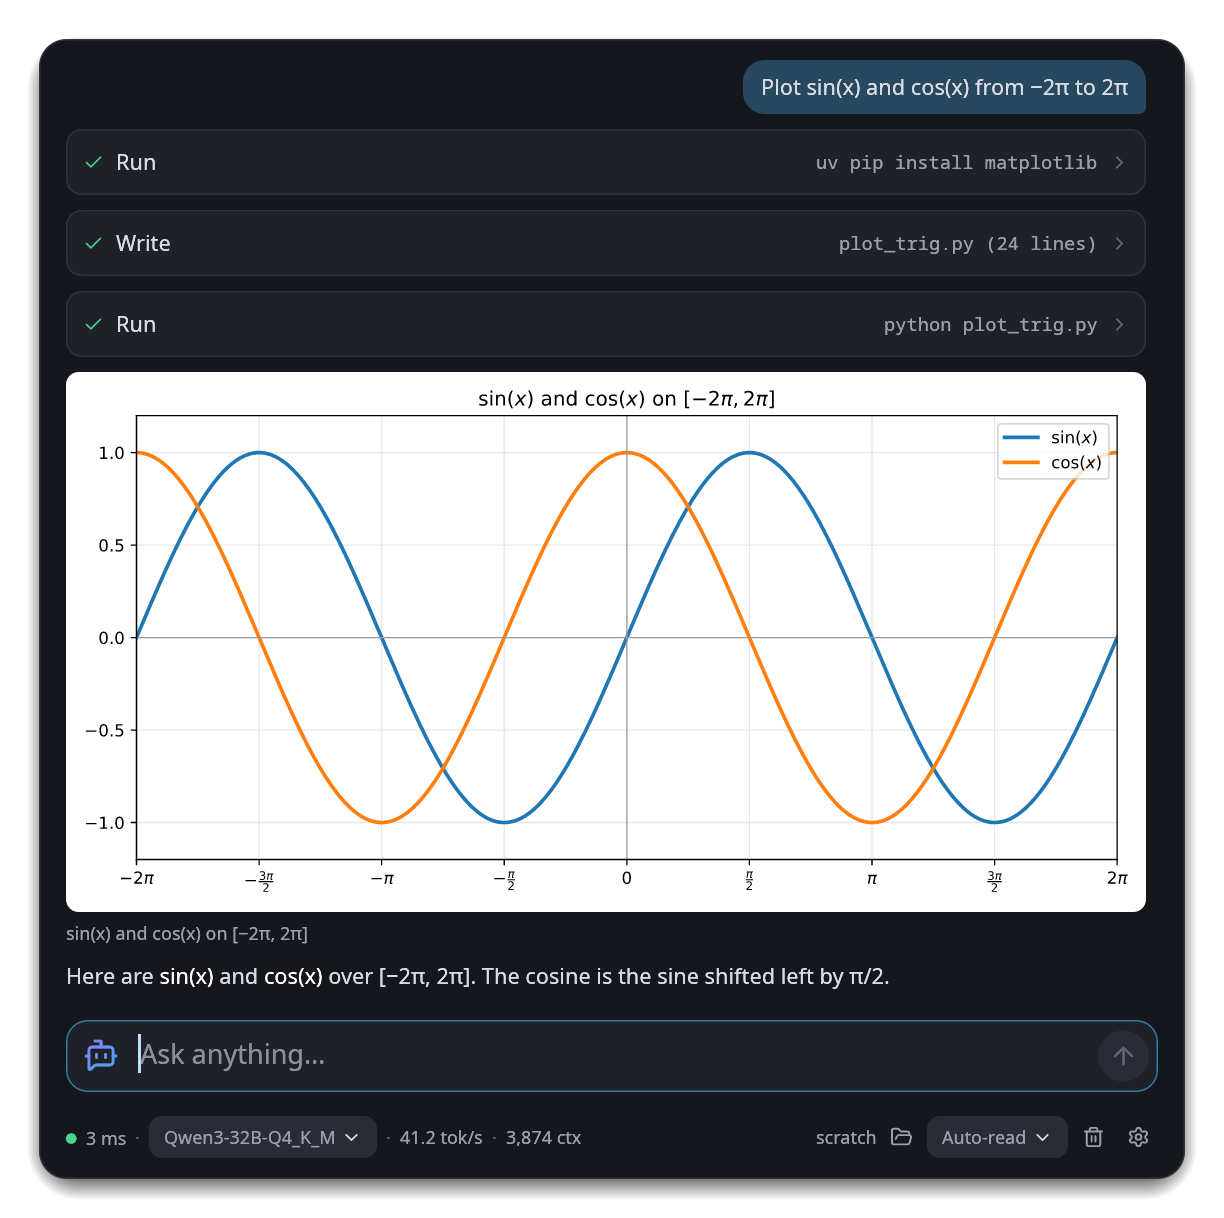 Plot sin(x) and cos(x) from −2π to 2π
Run uv pip install matplotlib
Write plot_trig.py (24 lines)
Run python plot_trig.py
sin(x) and cos(x) on [−2π, 2π]
sin(x)
cos(x)
1.0
0.5
0.0
−0.5
−1.0
−2π −3π/2 −π −π/2 0 π/2 π 3π/2 2π
sin(x) and cos(x) on [−2π, 2π]
Here are sin(x) and cos(x) over [−2π, 2π]. The cosine is the sine shifted left by π/2.
Ask anything...
3 ms · Qwen3-32B-Q4_K_M · 41.2 tok/s · 3,874 ctx scratch Auto-read